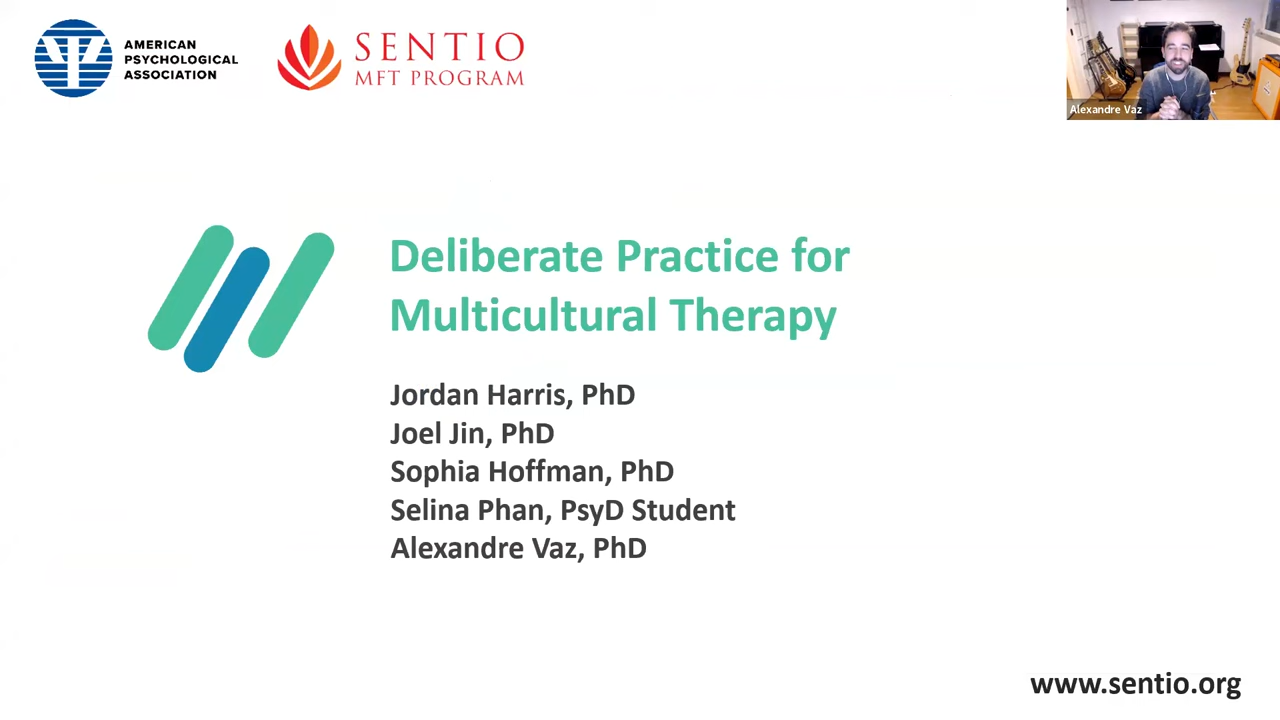 AMERICAN
PSYCHOLOGICAL
ASSOCIATION
SENTIO
MFT PROGRAM
Alexandre Vaz
Deliberate Practice for
Multicultural Therapy
Jordan Harris, PhD
Joel Jin, PhD
Sophia Hoffman, PhD
Selina Phan, PsyD Student
Alexandre Vaz, PhD
www.sentio.org